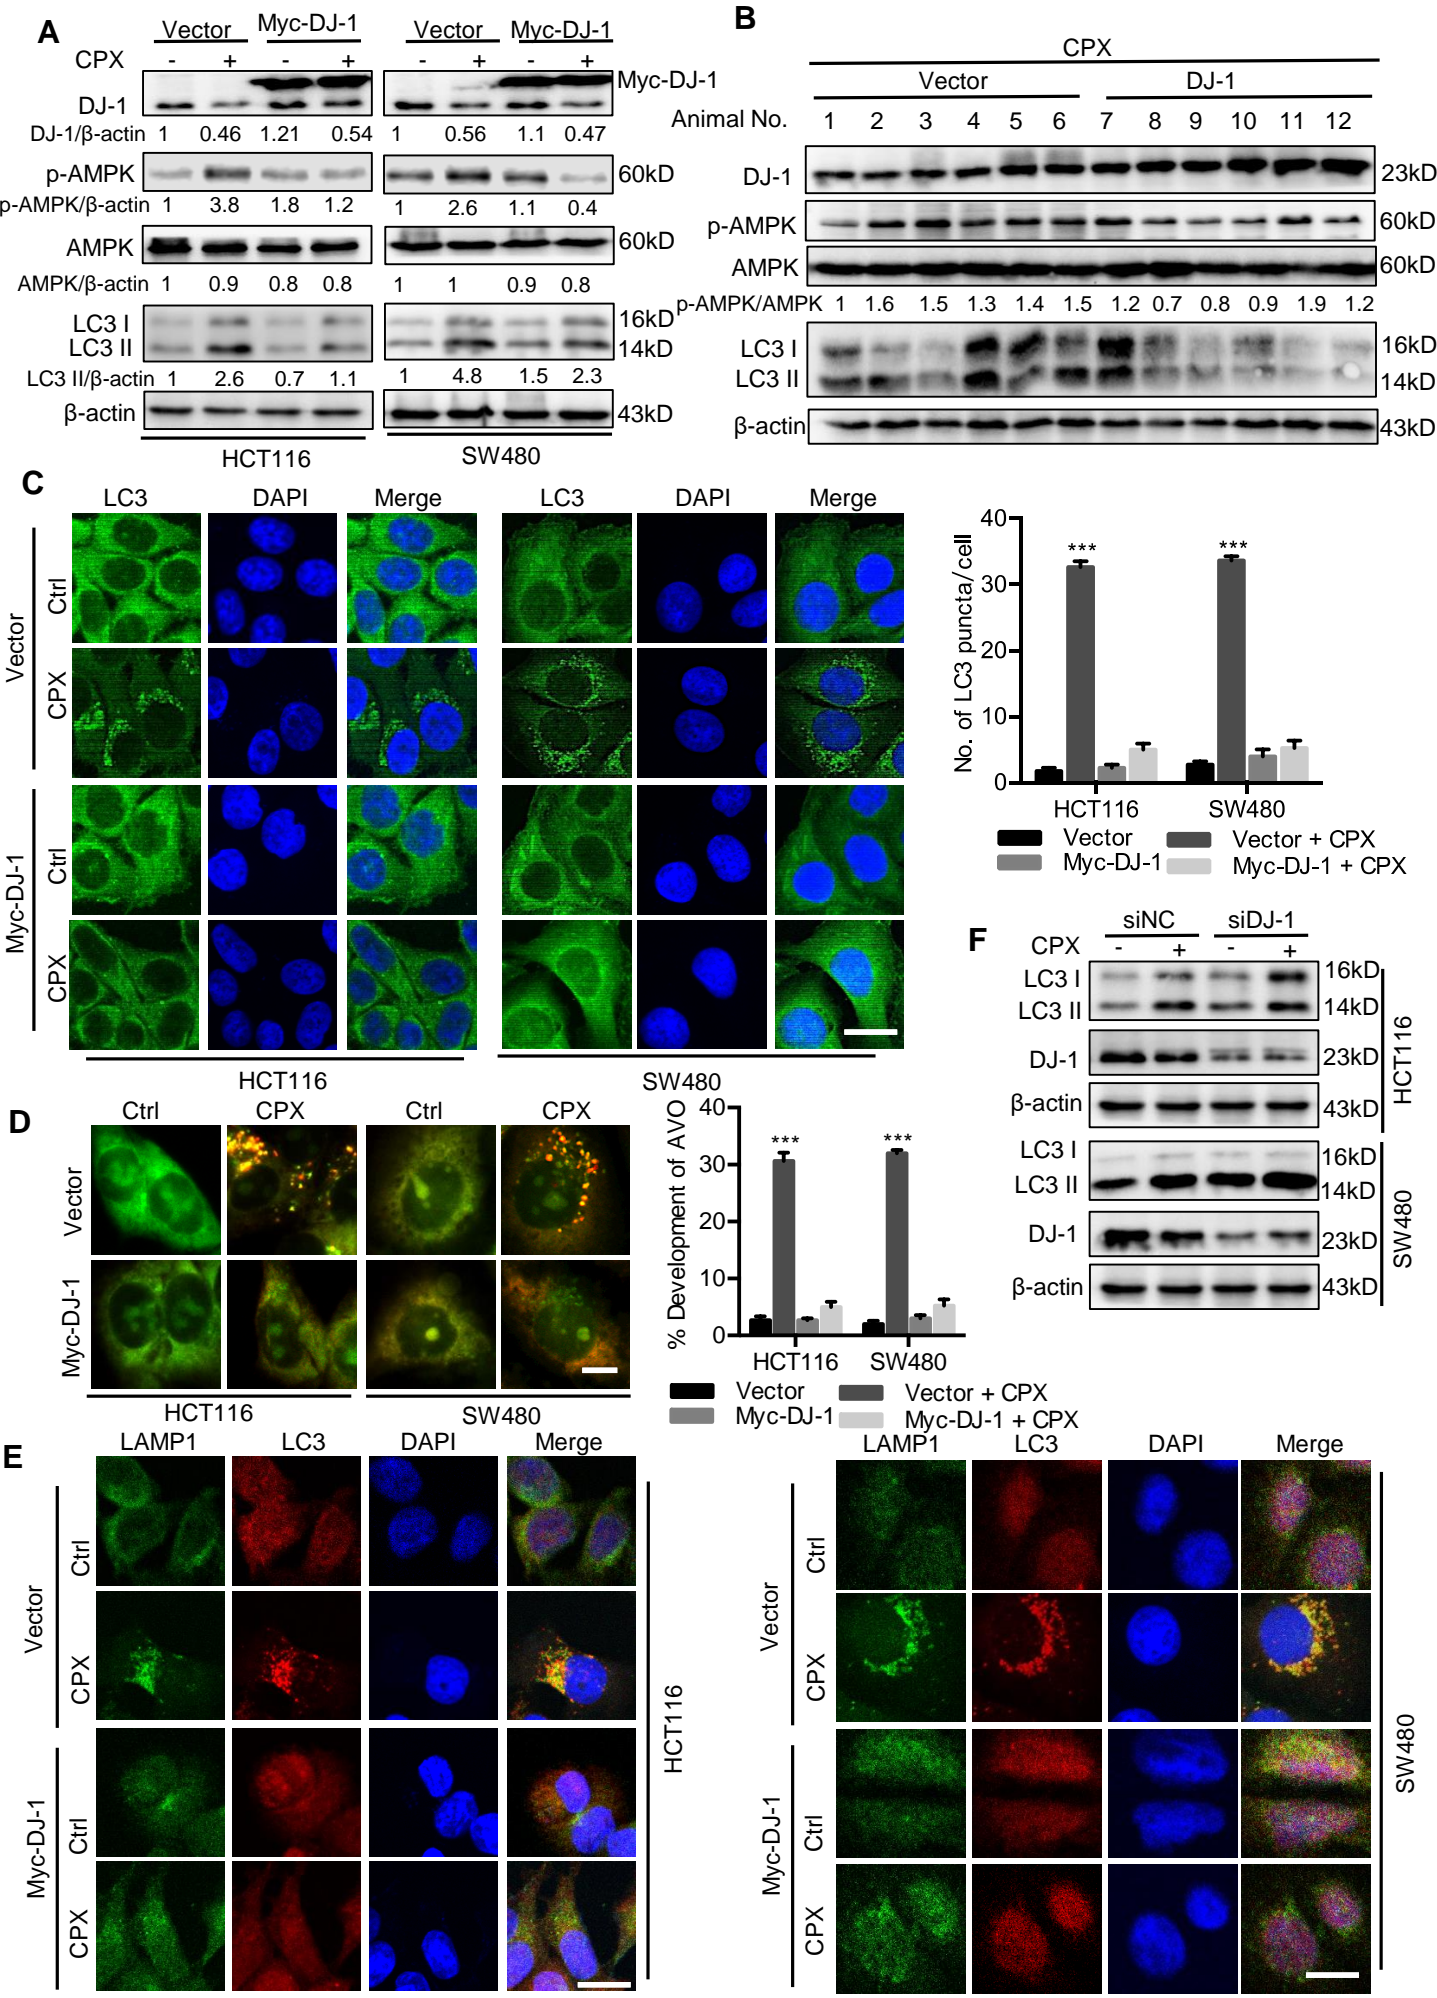 A
Vector Myc-DJ-1 Vector Myc-DJ-1
CPX - + - + - + - +
Myc-DJ-1
DJ-1
DJ-1/β-actin 1 0.46 1.21 0.54 1 0.56 1.1 0.47
p-AMPK 60kD
p-AMPK/β-actin 1 3.8 1.8 1.2 1 2.6 1.1 0.4
AMPK 60kD
AMPK/β-actin 1 0.9 0.8 0.8 1 1 0.9 0.8
LC3 I 16kD
LC3 II 14kD
LC3 II/β-actin 1 2.6 0.7 1.1 1 4.8 1.5 2.3
β-actin 43kD
HCT116 SW480
B
CPX
Vector DJ-1
Animal No. 1 2 3 4 5 6 7 8 9 10 11 12
DJ-1 23kD
p-AMPK 60kD
AMPK 60kD
p-AMPK/AMPK 1 1.6 1.5 1.3 1.4 1.5 1.2 0.7 0.8 0.9 1.9 1.2
LC3 I 16kD
LC3 II 14kD
β-actin 43kD
C
LC3 DAPI Merge LC3 DAPI Merge
Vector
Ctrl
CPX
Myc-DJ-1
Ctrl
CPX
HCT116 SW480
No. of LC3 puncta/cell
40
30
20
10
0
*** ***
HCT116 SW480
Vector Vector + CPX
Myc-DJ-1 Myc-DJ-1 + CPX
D
Ctrl CPX Ctrl CPX
Vector
Myc-DJ-1
HCT116 SW480
% Development of AVO
40
30
20
10
0
*** ***
HCT116 SW480
Vector Vector + CPX
Myc-DJ-1 Myc-DJ-1 + CPX
F
siNC siDJ-1
CPX - + - +
LC3 I 16kD
LC3 II 14kD
DJ-1 23kD
β-actin 43kD
HCT116
LC3 I 16kD
LC3 II 14kD
DJ-1 23kD
β-actin 43kD
SW480
E
LAMP1 LC3 DAPI Merge
Vector
Ctrl
CPX
Myc-DJ-1
Ctrl
CPX
HCT116
LAMP1 LC3 DAPI Merge
Vector
Ctrl
CPX
Myc-DJ-1
Ctrl
CPX
SW480